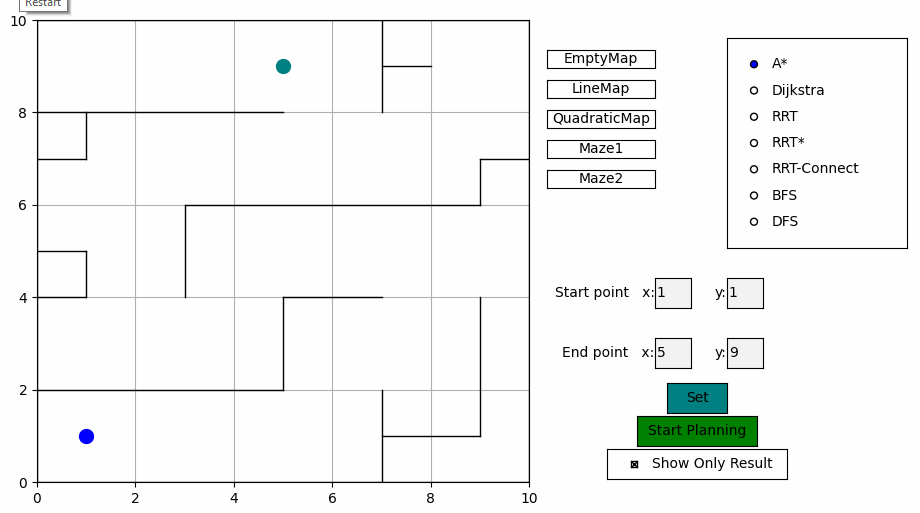 Restart
10
8
6
4
2
0
0 2 4 6 8 10
EmptyMap
LineMap
QuadraticMap
Maze1
Maze2
A*
Dijkstra
RRT
RRT*
RRT-Connect
BFS
DFS
Start point x: 1 y: 1
End point x: 5 y: 9
Set
Start Planning
Show Only Result